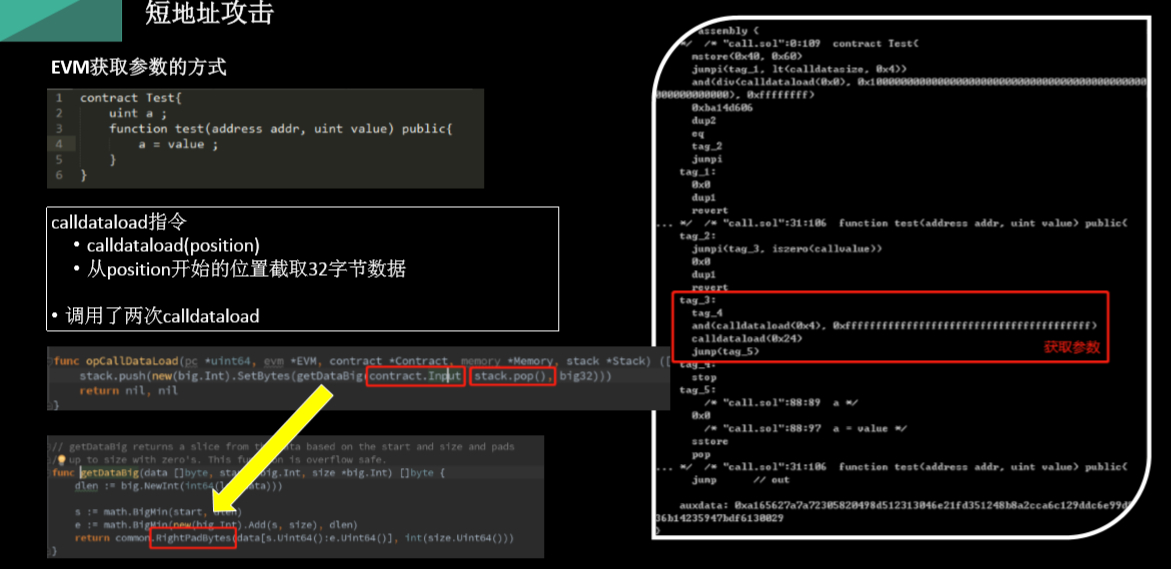 短地址攻击
EVM获取参数的方式
1 contract Test{
2 uint a ;
3 function test(address addr, uint value) public{
4 a = value ;
5 }
6 }
calldataload指令
• calldataload(position)
• 从position开始的位置截取32字节数据
• 调用了两次calldataload
func opCallDataLoad(pc *uint64, evm *EVM, contract *Contract, memory *Memory, stack *Stack) ([
stack.push(new(big.Int).SetBytes(getDataBig(contract.Input, stack.pop(), big32)))
return nil, nil
}
// getDataBig returns a slice from the data based on the start and size and pads
up to size with zero's. This function is overflow safe.
func getDataBig(data []byte, start *big.Int, size *big.Int) []byte {
dlen := big.NewInt(int64(len(data)))
s := math.BigMin(start, dlen)
e := math.BigMin(new(big.Int).Add(s, size), dlen)
return common.RightPadBytes(data[s.Uint64():e.Uint64()], int(size.Uint64()))
}
assembly {
*/ /* "call.sol":0:109 contract Test{
mstore(0x40, 0x60)
jumpi(tag_1, lt(calldatasize, 0x4))
0xba14d606
dup2
eq
tag_2
jumpi
tag_1:
0x0
dup1
revert
... */ /* "call.sol":31:106 function test(address addr, uint value) public{
tag_2:
jumpi(tag_3, iszero(callvalue))
0x0
dup1
revert
tag_3:
tag_4
and(calldataload(0x4), 0xffffffffffffffffffffffffffffffffffffffff)
calldataload(0x24)
jump(tag_5)
获取参数
tag_4:
stop
tag_5:
/* "call.sol":88:89 a */
0x0
/* "call.sol":88:97 a = value */
sstore
pop
... */ /* "call.sol":31:106 function test(address addr, uint value) public{
jump // out